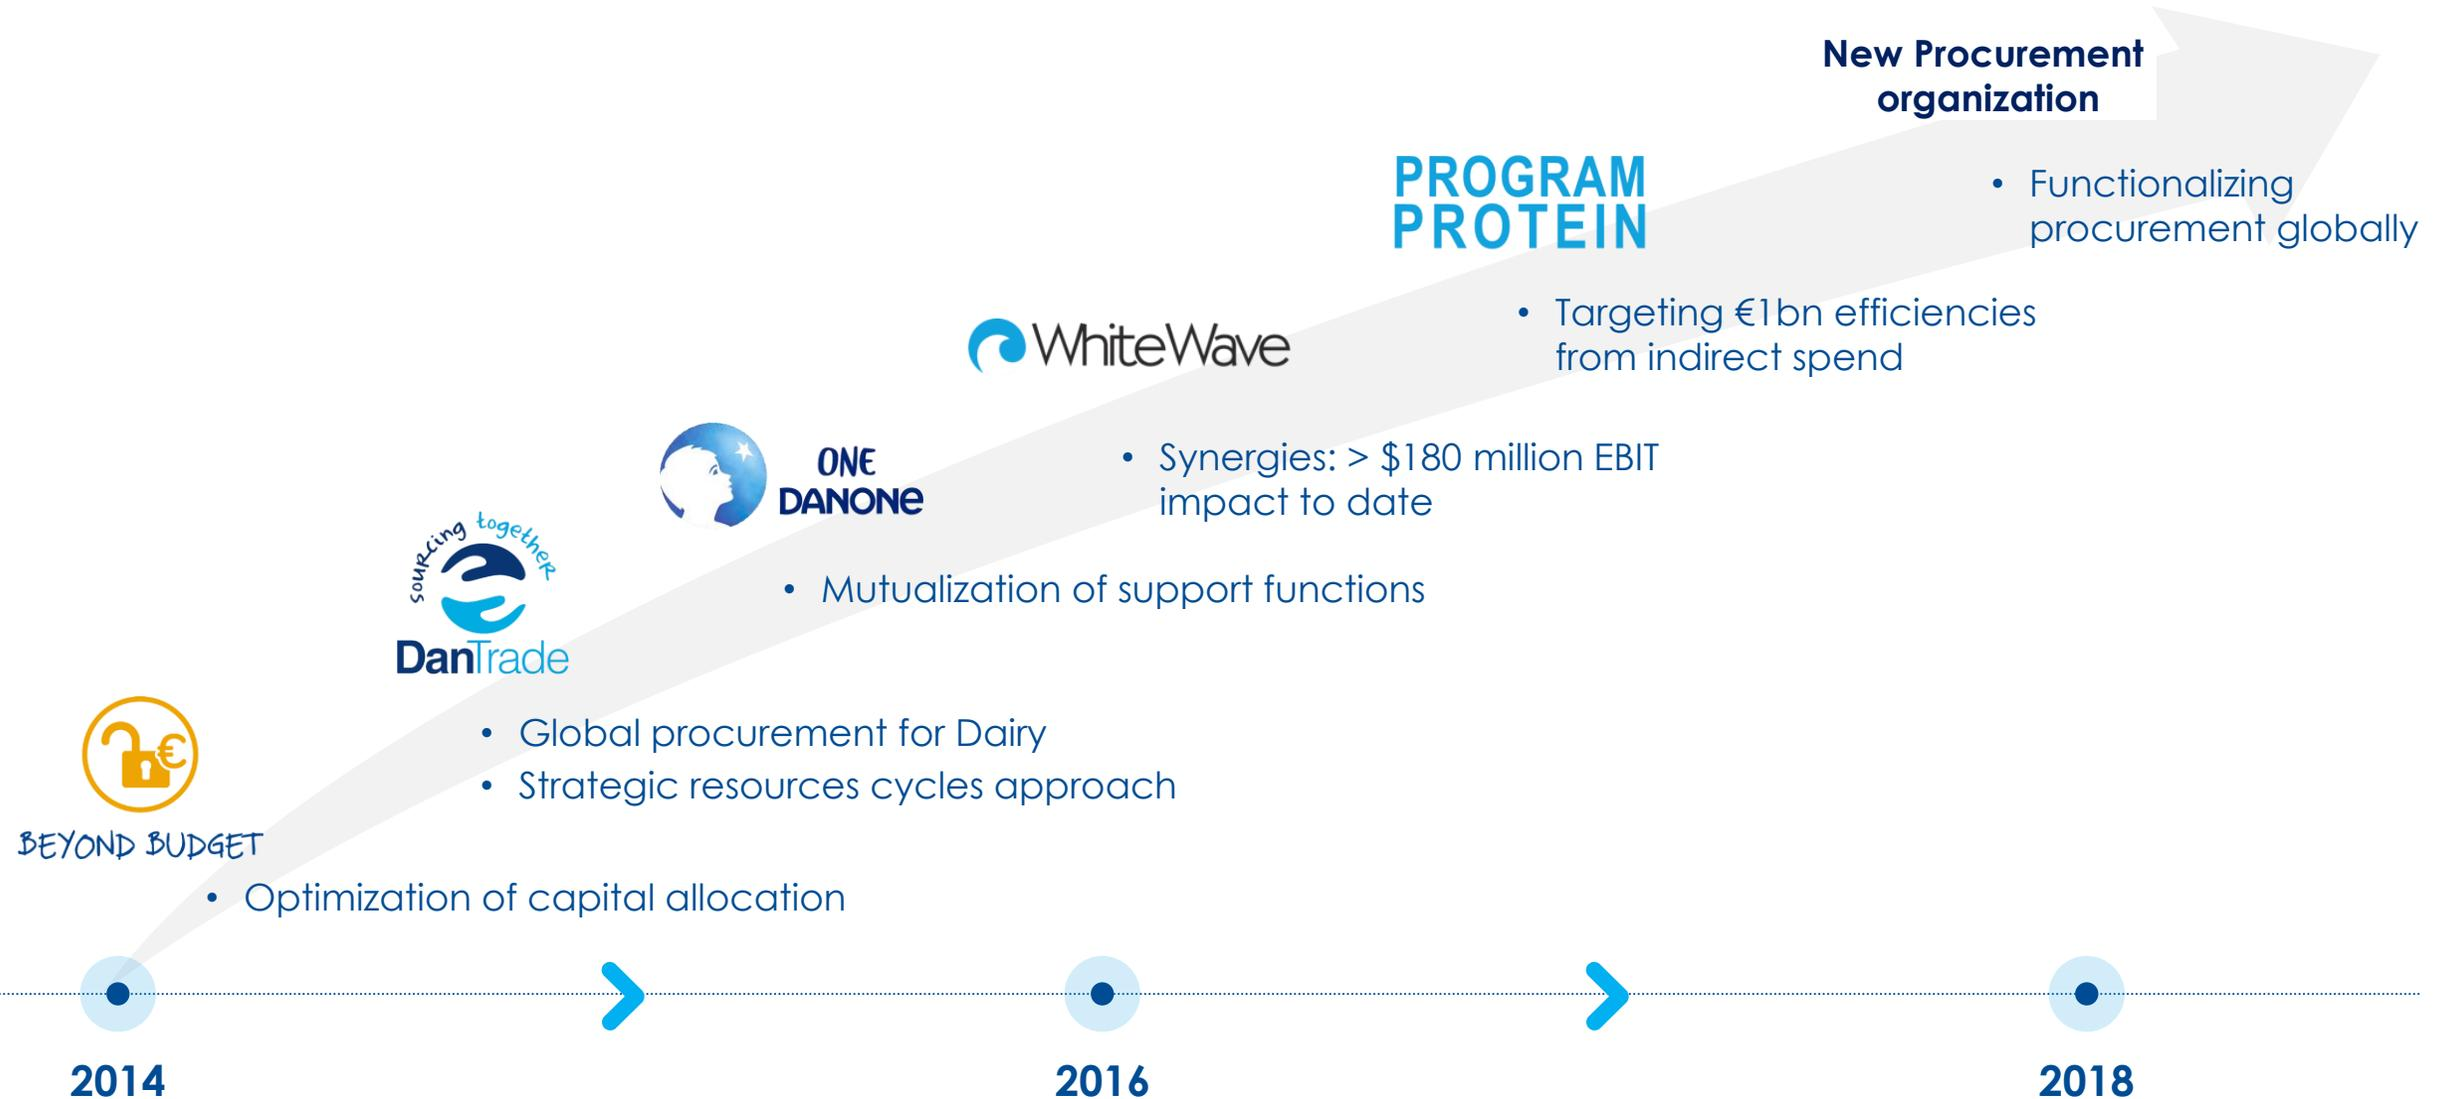 New Procurement
organization
• Functionalizing
procurement globally
PROGRAM
PROTEIN
• Targeting €1bn efficiencies
from indirect spend
WhiteWave
• Synergies: > $180 million EBIT
impact to date
ONE
DANONE
• Mutualization of support functions
sourcing together
DanTrade
• Global procurement for Dairy
• Strategic resources cycles approach
€
BEYOND BUDGET
• Optimization of capital allocation
2014
2016
2018